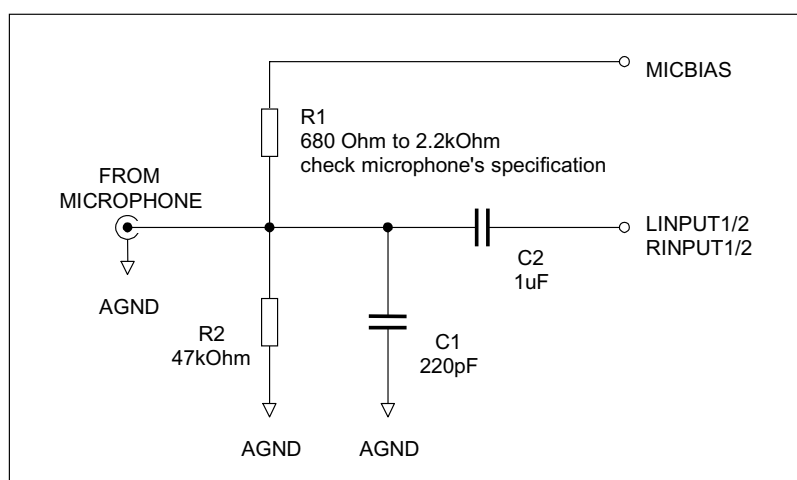 MICBIAS
R1
680 Ohm to 2.2kOhm
check microphone's specification
FROM
MICROPHONE
LINPUT1/2
RINPUT1/2
C2
1uF
AGND
R2
47kOhm
C1
220pF
AGND
AGND